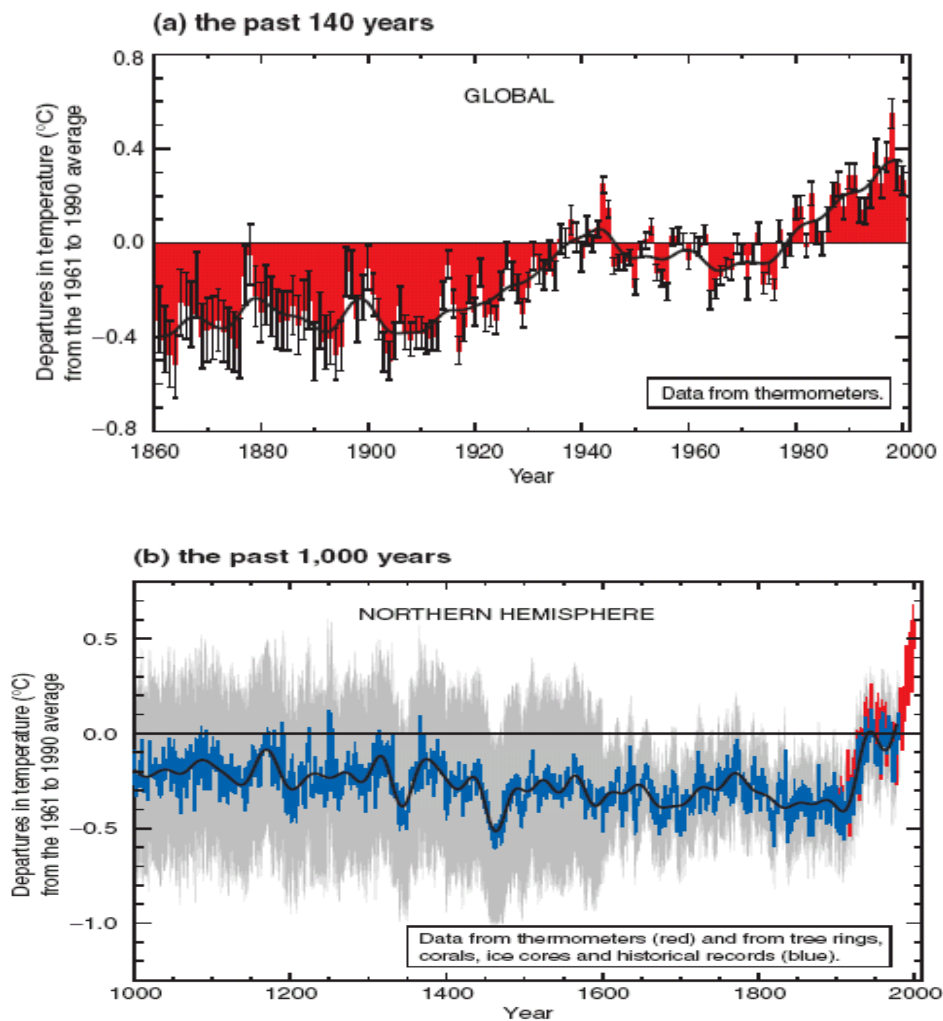 (a) the past 140 years
0.8
GLOBAL
0.4
0.0
−0.4
−0.8
Departures in temperature (°C)
from the 1961 to 1990 average
Data from thermometers.
1860 1880 1900 1920 1940 1960 1980 2000
Year
(b) the past 1,000 years
NORTHERN HEMISPHERE
0.5
0.0
−0.5
−1.0
Departures in temperature (°C)
from the 1961 to 1990 average
Data from thermometers (red) and from tree rings,
corals, ice cores and historical records (blue).
1000 1200 1400 1600 1800 2000
Year